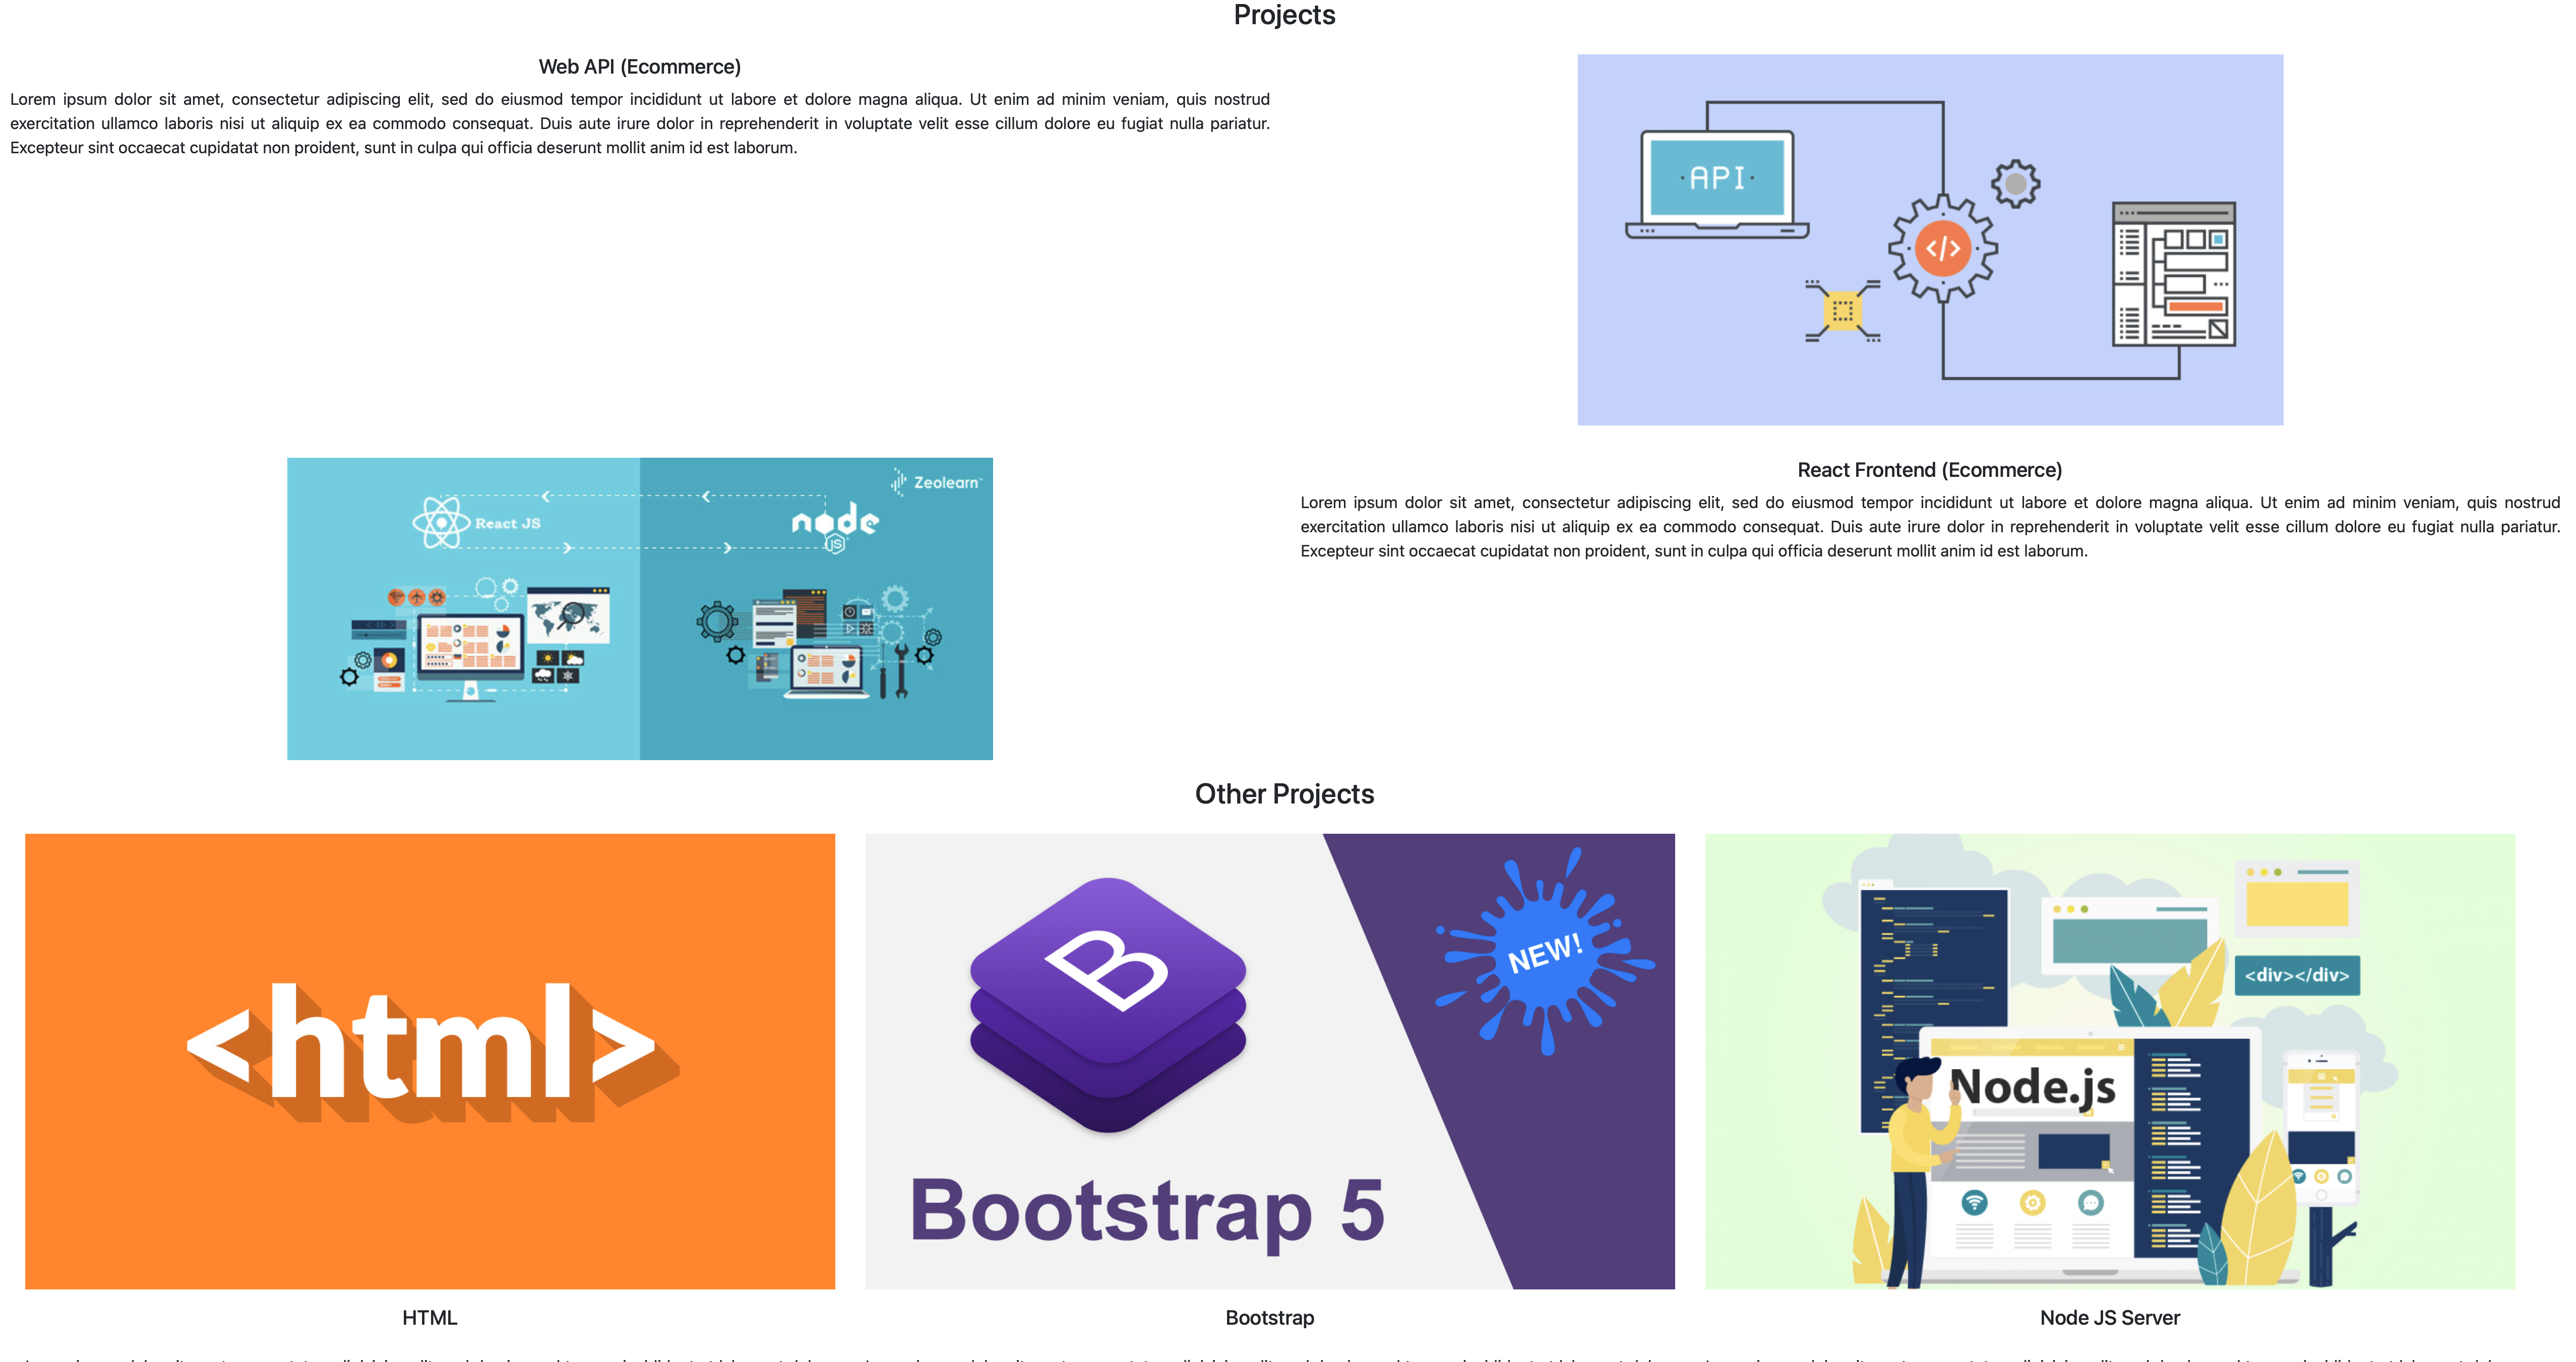 Projects
Web API (Ecommerce)
Lorem ipsum dolor sit amet, consectetur adipiscing elit, sed do eiusmod tempor incididunt ut labore et dolore magna aliqua. Ut enim ad minim veniam, quis nostrud
exercitation ullamco laboris nisi ut aliquip ex ea commodo consequat. Duis aute irure dolor in reprehenderit in voluptate velit esse cillum dolore eu fugiat nulla pariatur.
Excepteur sint occaecat cupidatat non proident, sunt in culpa qui officia deserunt mollit anim id est laborum.
API
</>
Zeolearn
React JS
node
JS
React Frontend (Ecommerce)
Lorem ipsum dolor sit amet, consectetur adipiscing elit, sed do eiusmod tempor incididunt ut labore et dolore magna aliqua. Ut enim ad minim veniam, quis nostrud
exercitation ullamco laboris nisi ut aliquip ex ea commodo consequat. Duis aute irure dolor in reprehenderit in voluptate velit esse cillum dolore eu fugiat nulla pariatur.
Excepteur sint occaecat cupidatat non proident, sunt in culpa qui officia deserunt mollit anim id est laborum.
Other Projects
<html>
B
NEW!
Bootstrap 5
<div></div>
Node.js
HTML
Bootstrap
Node JS Server